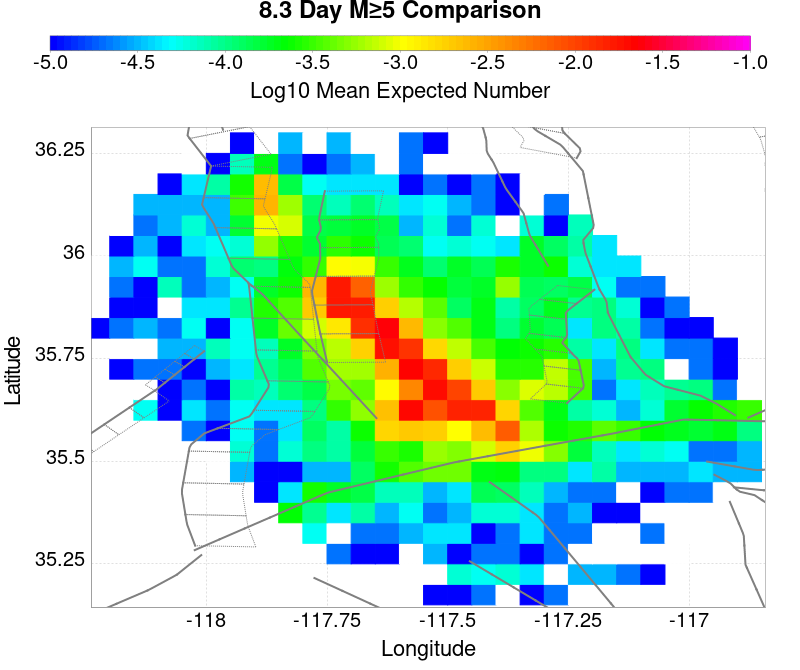 8.3 Day M≥5 Comparison
-5.0 -4.5 -4.0 -3.5 -3.0 -2.5 -2.0 -1.5 -1.0
Log10 Mean Expected Number
36.25
36
35.75
35.5
35.25
Latitude
-118 -117.75 -117.5 -117.25 -117
Longitude